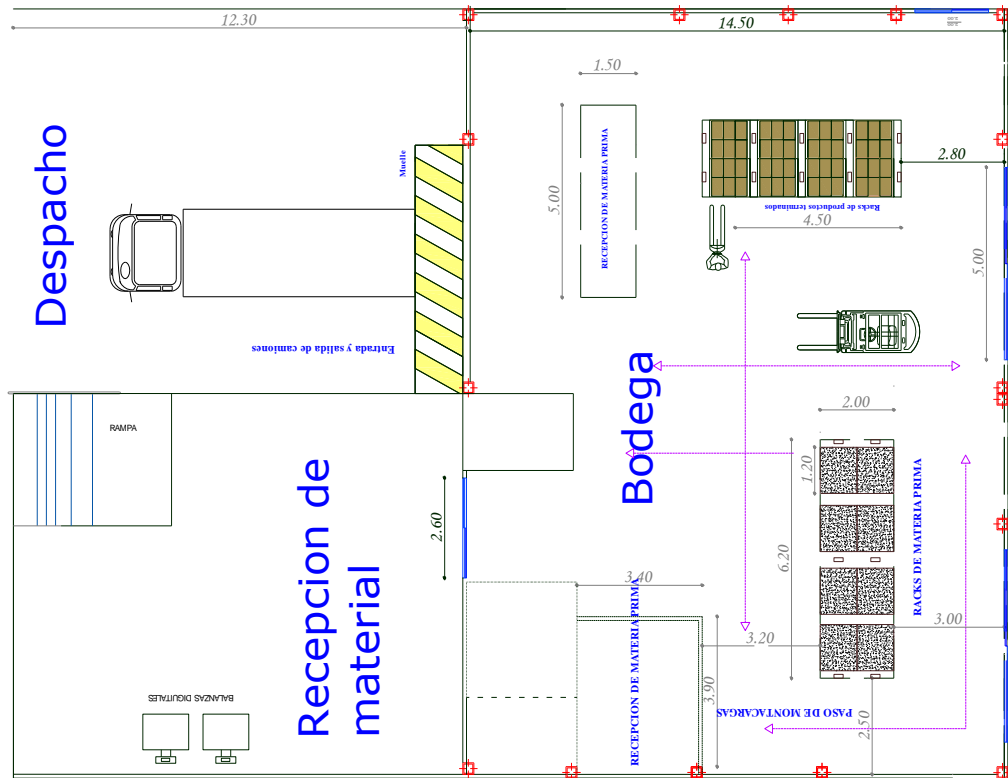 12.30
14.50
1.50
Despacho
Muelle
5.00
RECEPCION DE MATERIA PRIMA
2.80
Racks de productos terminados
4.50
5.00
Entrada y salida de camiones
Bodega
2.00
RAMPA
1.20
Recepcion de
material
2.60
6.20
RACKS DE MATERIA PRIMA
3.40
RECEPCION DE MATERIA PRIMA
3.20
3.00
3.90
BALANZAS DIGUITALES
PASO DE MONTACARGAS
2.50